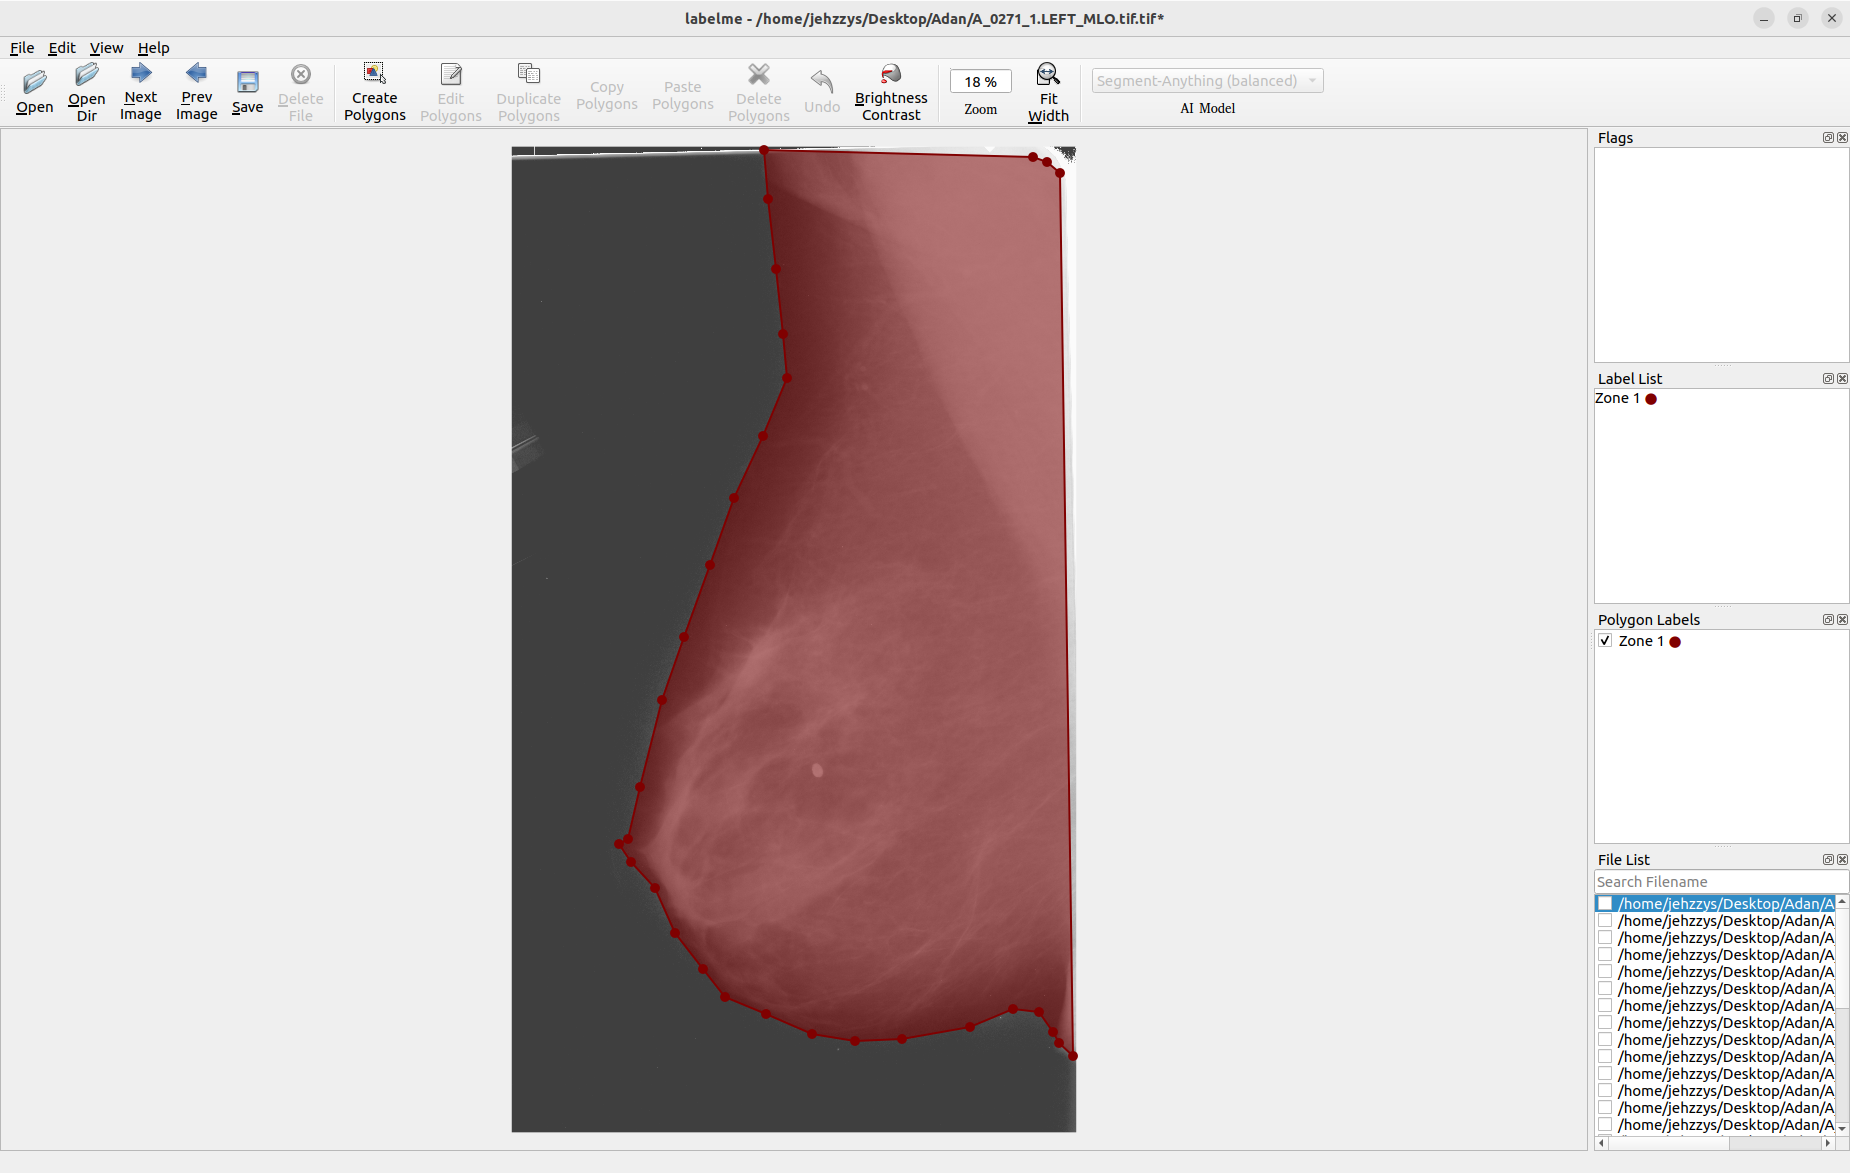 labelme - /home/jehzzys/Desktop/Adan/A_0271_1.LEFT_MLO.tif.tif*
File Edit View Help
Open
Open Dir
Next Image
Prev Image
Save
Delete File
Create Polygons
Edit Polygons
Duplicate Polygons
Copy Polygons
Paste Polygons
Delete Polygons
Undo
Brightness Contrast
18 %
Zoom
Fit Width
Segment-Anything (balanced)
AI Model
Flags
Label List
Zone 1
Polygon Labels
Zone 1
File List
Search Filename
/home/jehzzys/Desktop/Adan/A
/home/jehzzys/Desktop/Adan/A
/home/jehzzys/Desktop/Adan/A
/home/jehzzys/Desktop/Adan/A
/home/jehzzys/Desktop/Adan/A
/home/jehzzys/Desktop/Adan/A
/home/jehzzys/Desktop/Adan/A
/home/jehzzys/Desktop/Adan/A
/home/jehzzys/Desktop/Adan/A
/home/jehzzys/Desktop/Adan/A
/home/jehzzys/Desktop/Adan/A
/home/jehzzys/Desktop/Adan/A
/home/jehzzys/Desktop/Adan/A
/home/jehzzys/Desktop/Adan/A